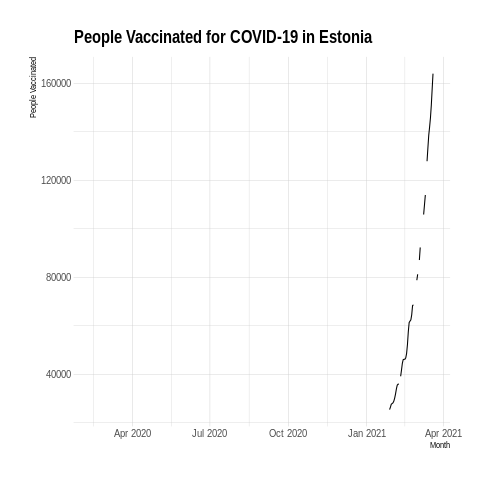 People Vaccinated for COVID-19 in Estonia
People Vaccinated
160000
120000
80000
40000
Apr 2020 Jul 2020 Oct 2020 Jan 2021 Apr 2021
Month